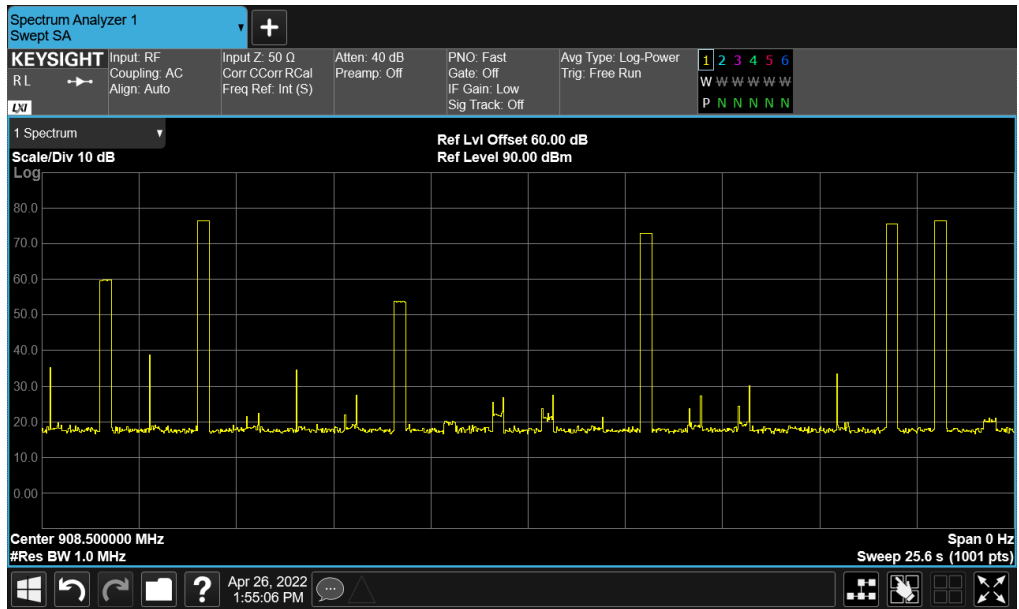 Spectrum Analyzer 1
Swept SA
KEYSIGHT
R L
LXI
Input: RF
Coupling: AC
Align: Auto
Input Z: 50 Ω
Corr CCorr RCal
Freq Ref: Int (S)
Atten: 40 dB
Preamp: Off
PNO: Fast
Gate: Off
IF Gain: Low
Sig Track: Off
Avg Type: Log-Power
Trig: Free Run
1 2 3 4 5 6
W W W W W W
P N N N N N
1 Spectrum
Scale/Div 10 dB
Ref Lvl Offset 60.00 dB
Ref Level 90.00 dBm
Log
80.0
70.0
60.0
50.0
40.0
30.0
20.0
10.0
0.00
Center 908.500000 MHz
#Res BW 1.0 MHz
Span 0 Hz
Sweep 25.6 s (1001 pts)
?
Apr 26, 2022
1:55:06 PM